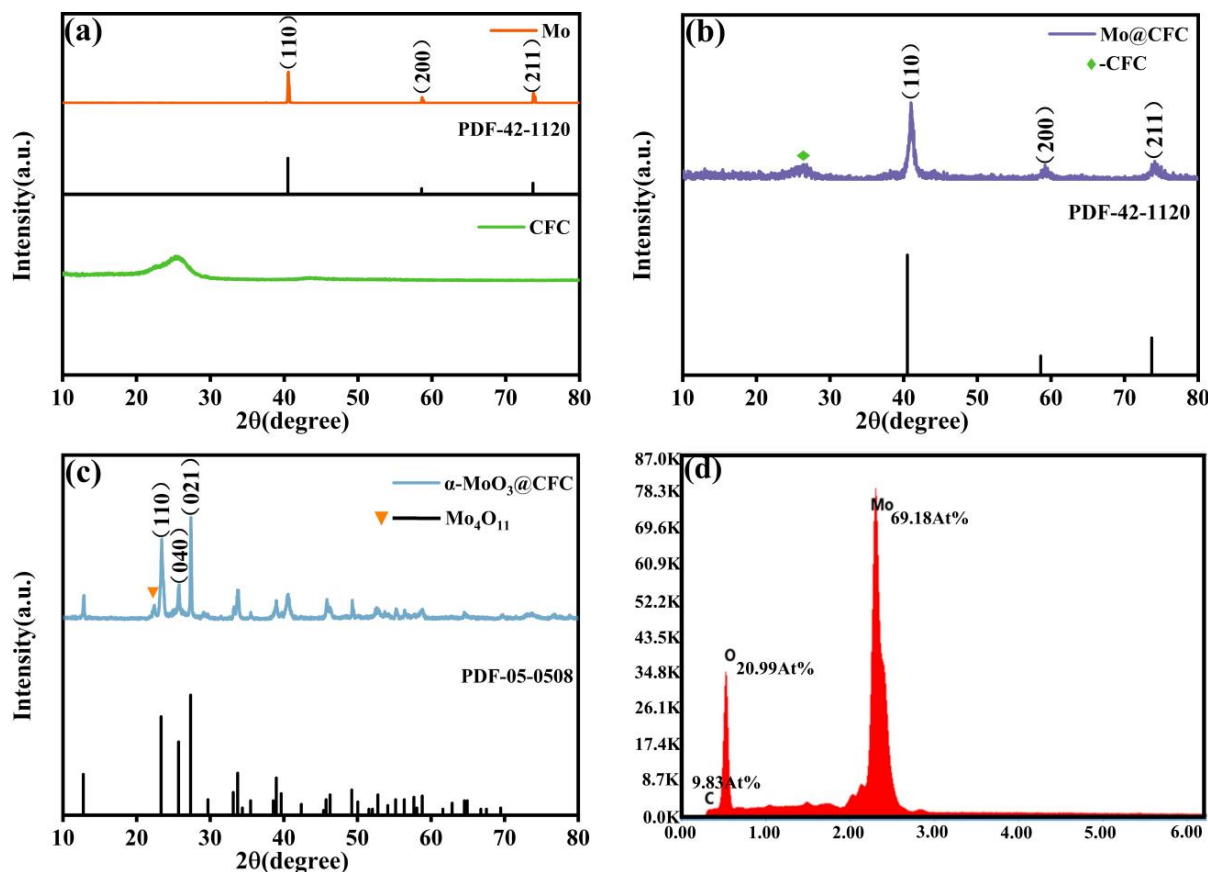 (a)
Mo
(110)
(200)
(211)
PDF-42-1120
CFC
Intensity(a.u.)
10 20 30 40 50 60 70 80
2θ(degree)
(b)
Mo@CFC
-CFC
(110)
(200)
(211)
PDF-42-1120
Intensity(a.u.)
10 20 30 40 50 60 70 80
2θ(degree)
(c)
α-MoO₃@CFC
Mo₄O₁₁
(110)
(040)
(021)
PDF-05-0508
Intensity(a.u.)
10 20 30 40 50 60 70 80
2θ(degree)
(d)
87.0K
78.3K
69.6K
60.9K
52.2K
43.5K
34.8K
26.1K
17.4K
8.7K
0.0K
Mo
69.18At%
O
20.99At%
9.83At%
C
0.00 1.00 2.00 3.00 4.00 5.00 6.00